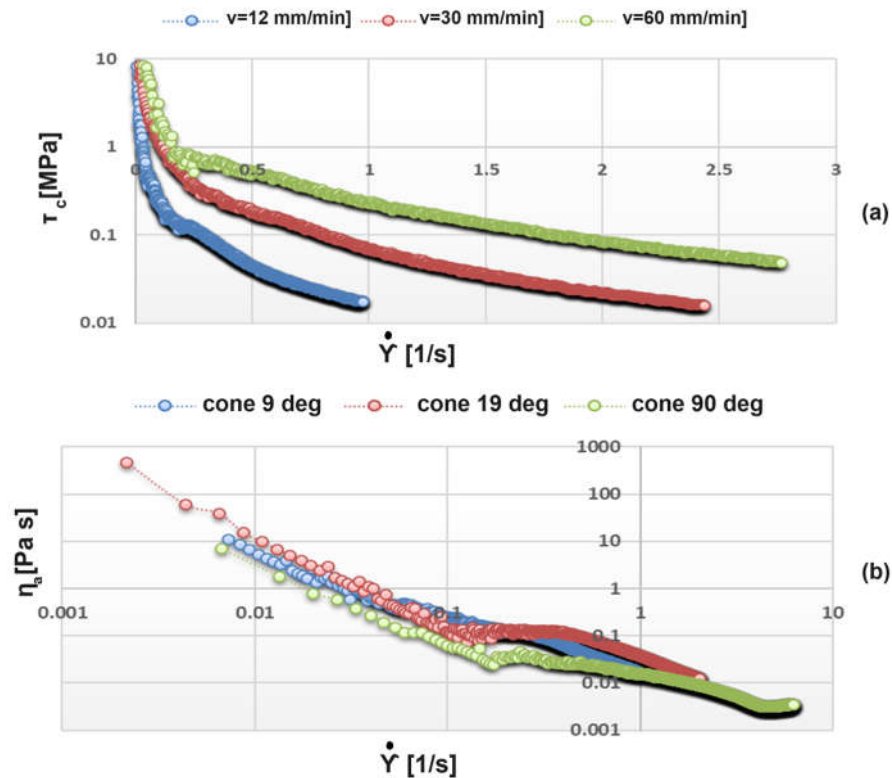 v=12 mm/min] v=30 mm/min] v=60 mm/min]
10
1
0.1
0.01
0 0.5 1 1.5 2 2.5 3
τ c[MPa]
(a)
Ϋ [1/s]
cone 9 deg cone 19 deg cone 90 deg
1000
100
10
1
0.1
0.01
0.001
0.001 0.01 0.1 1 10
ηa[Pa s]
(b)
Ϋ [1/s]